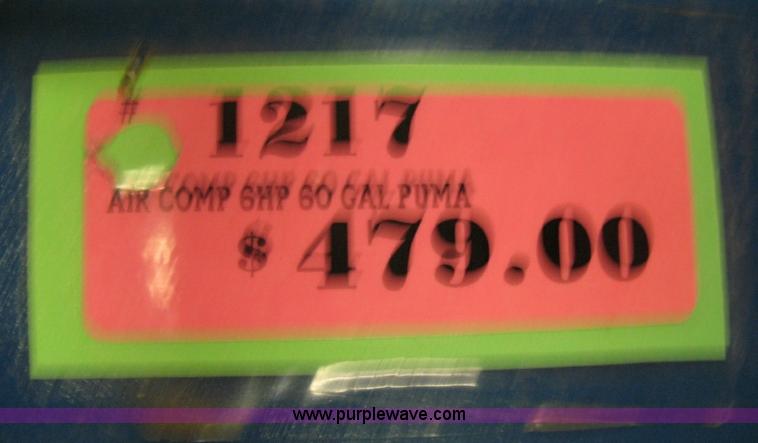 # 1217
AIR COMP 6HP 60 GAL PUMA
$ 479.00
www.purplewave.com